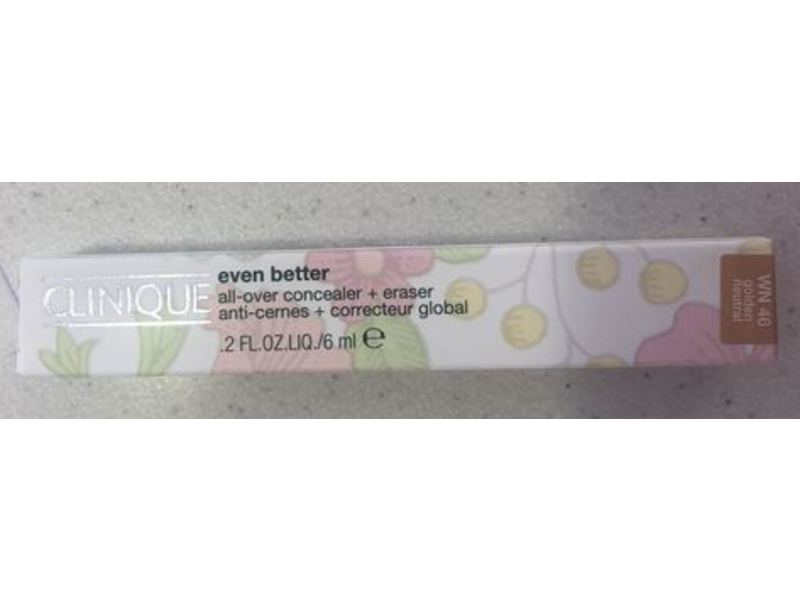 CLINIQUE
even better
all-over concealer + eraser
anti-cernes + correcteur global
.2 FL.OZ.LIQ./6 ml ℮
WN 46
golden
neutral